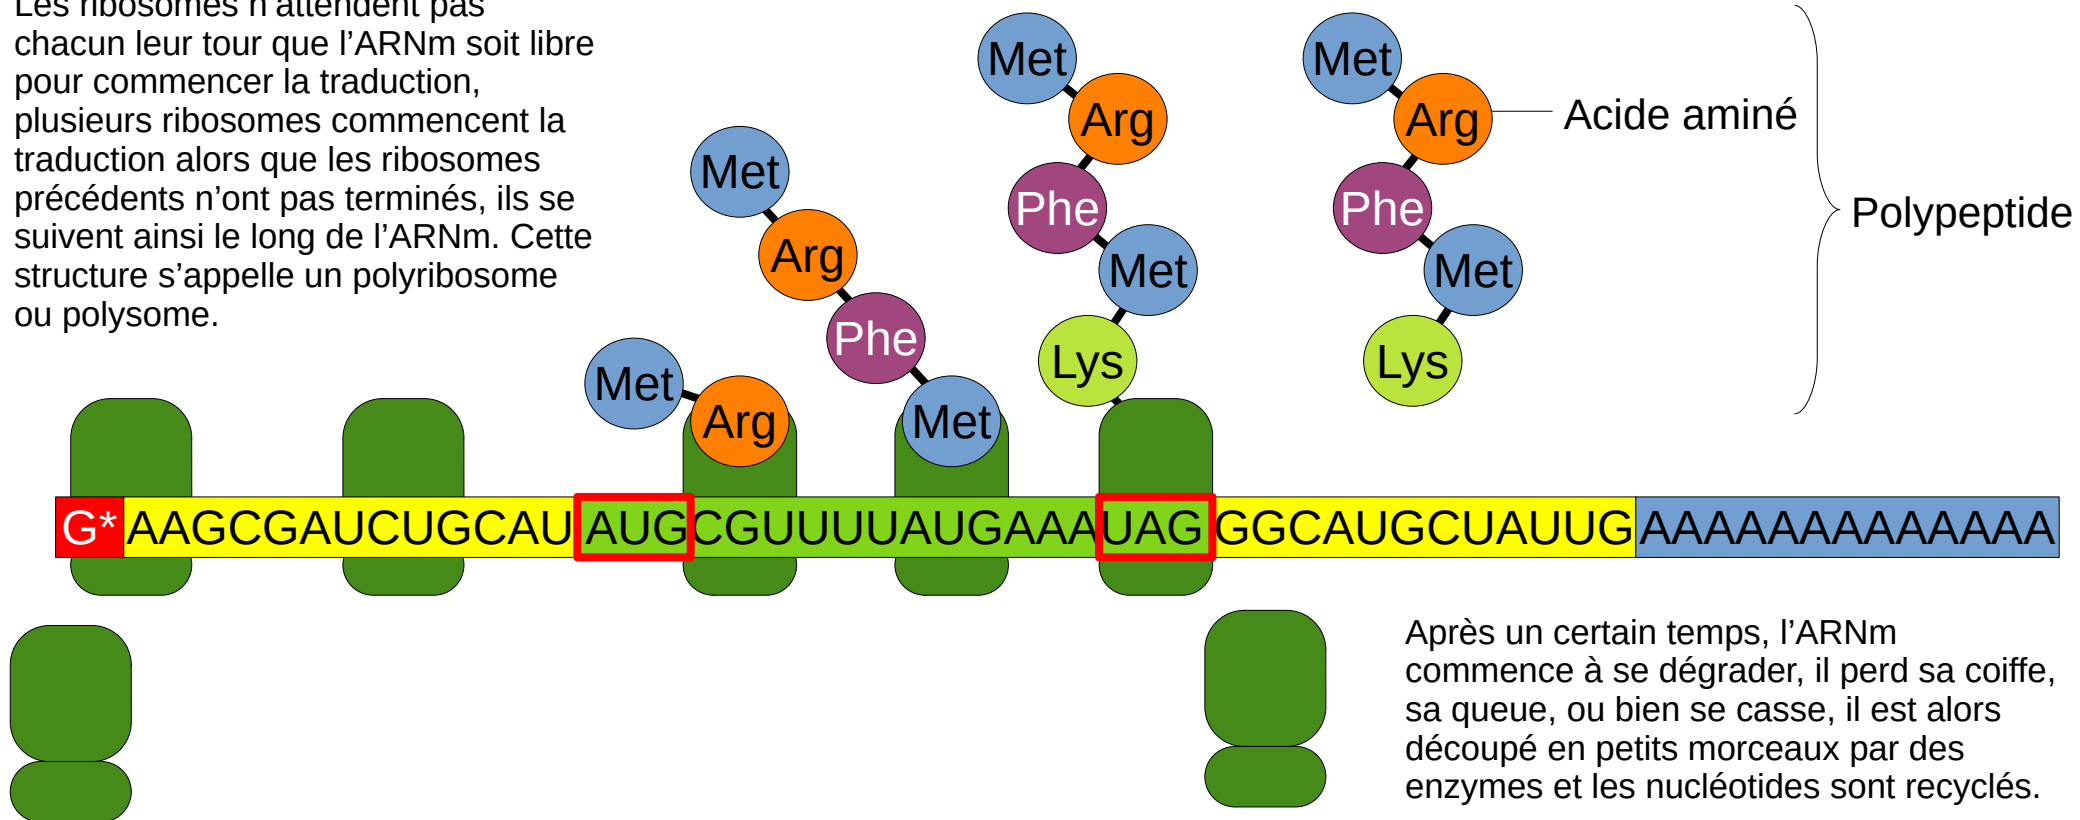 Les ribosomes n'attendent pas
chacun leur tour que l'ARNm soit libre
pour commencer la traduction,
plusieurs ribosomes commencent la
traduction alors que les ribosomes
précédents n'ont pas terminés, ils se
suivent ainsi le long de l'ARNm. Cette
structure s'appelle un polyribosome
ou polysome.
Met
Arg
Met
Arg
Phe
Met
Met
Arg
Phe
Met
Lys
Met
Arg
Phe
Met
Lys
Acide aminé
Polypeptide
G* AAGCGAUCUGCAU AUG CGUUUUAUGAAA UAG GGCAUGCUAUUG AAAAAAAAAAAAA
Après un certain temps, l'ARNm
commence à se dégrader, il perd sa coiffe,
sa queue, ou bien se casse, il est alors
découpé en petits morceaux par des
enzymes et les nucléotides sont recyclés.